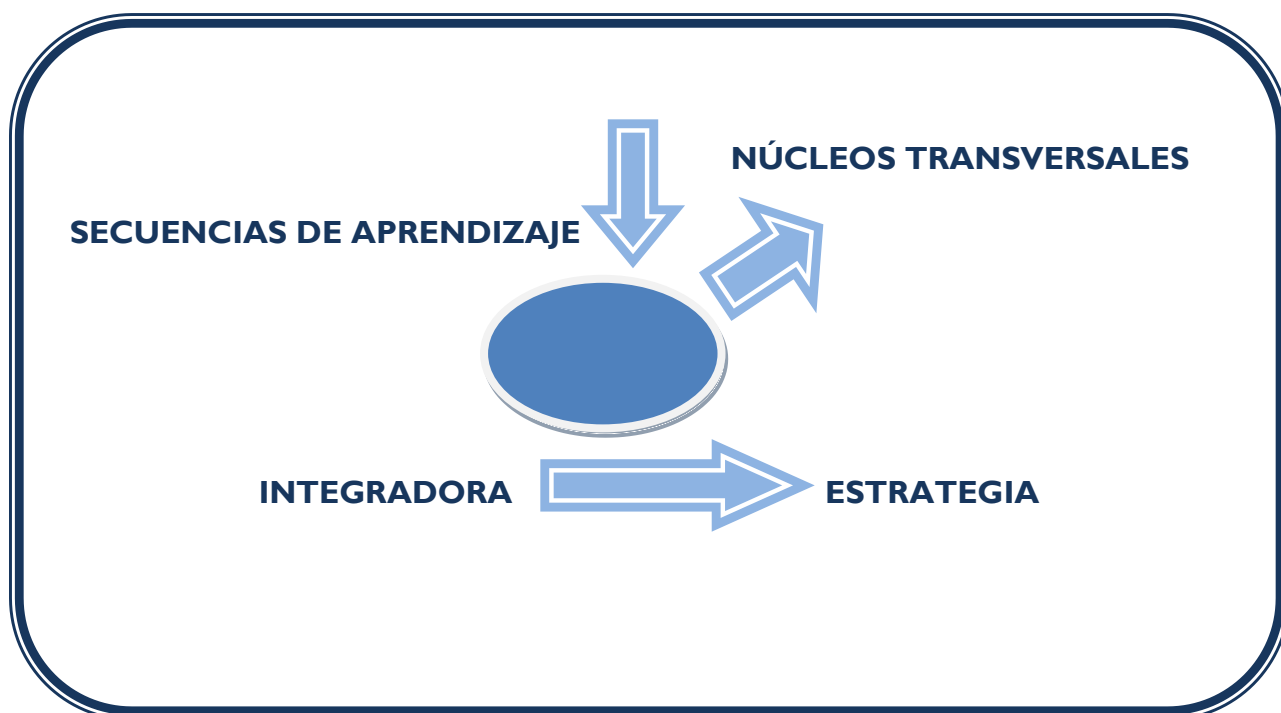 NÚCLEOS TRANSVERSALES
SECUENCIAS DE APRENDIZAJE
INTEGRADORA
ESTRATEGIA